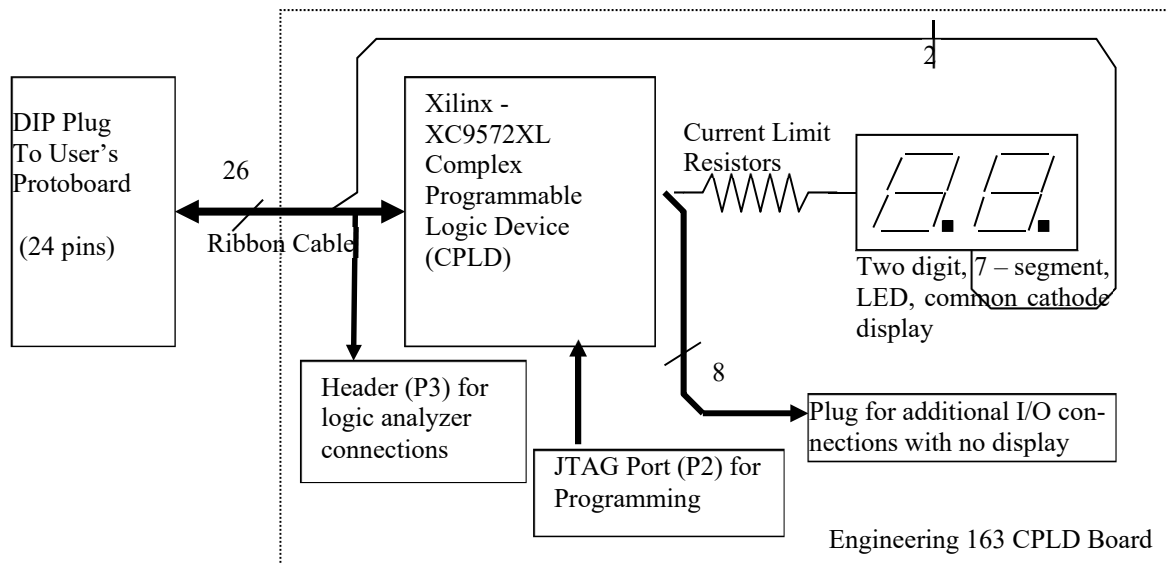 2
DIP Plug
To User's
Protoboard
(24 pins)
26
Ribbon Cable
Xilinx -
XC9572XL
Complex
Programmable
Logic Device
(CPLD)
Current Limit
Resistors
Two digit, 7 – segment,
LED, common cathode
display
8
Header (P3) for
logic analyzer
connections
JTAG Port (P2) for
Programming
Plug for additional I/O con-
nections with no display
Engineering 163 CPLD Board